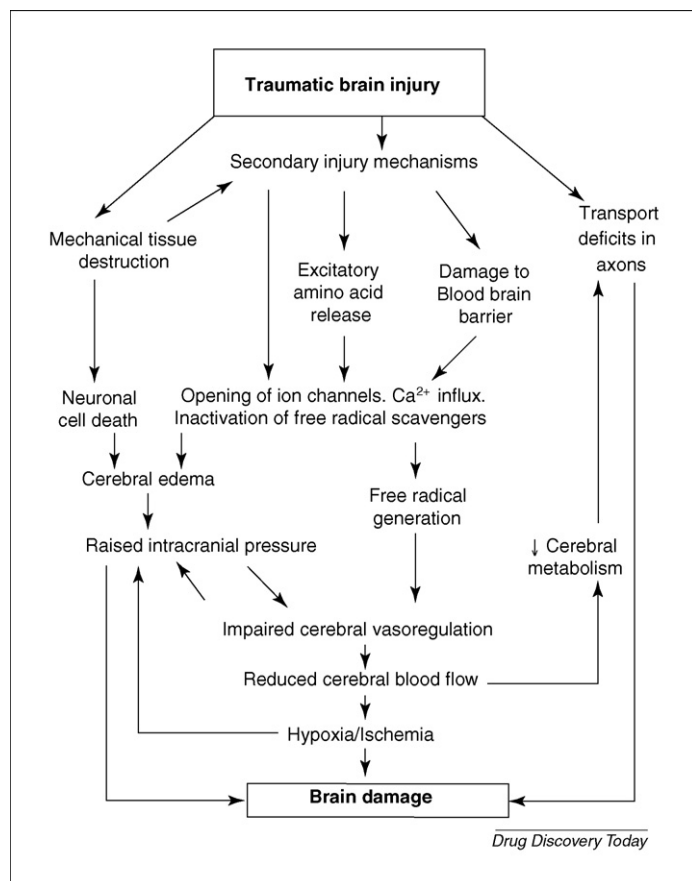 Traumatic brain injury
Secondary injury mechanisms
Mechanical tissue
destruction
Transport
deficits in
axons
Excitatory
amino acid
release
Damage to
Blood brain
barrier
Neuronal
cell death
Opening of ion channels. Ca²⁺ influx.
Inactivation of free radical scavengers
Cerebral edema
Free radical
generation
Raised intracranial pressure
↓ Cerebral
metabolism
Impaired cerebral vasoregulation
Reduced cerebral blood flow
Hypoxia/Ischemia
Brain damage
Drug Discovery Today